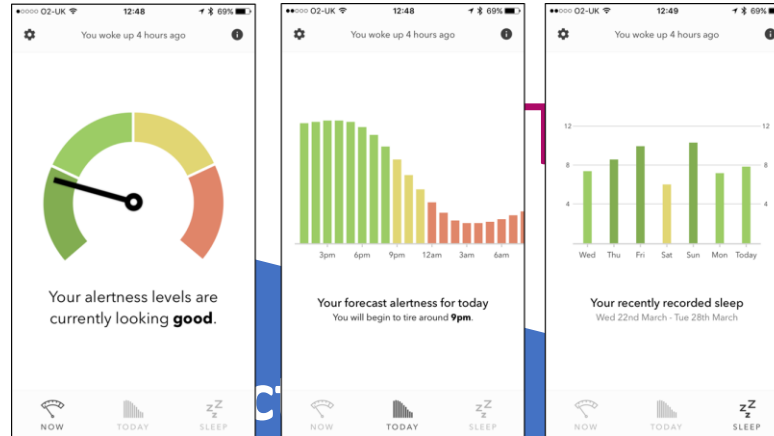 O2-UK 12:48 69%
You woke up 4 hours ago
Your alertness levels are
currently looking good.
NOW TODAY SLEEP
O2-UK 12:48 69%
You woke up 4 hours ago
3pm 6pm 9pm 12am 3am 6am
Your forecast alertness for today
You will begin to tire around 9pm.
NOW TODAY SLEEP
O2-UK 12:49 69%
You woke up 4 hours ago
12 12
8 8
4 4
Wed Thu Fri Sat Sun Mon Today
Your recently recorded sleep
Wed 22nd March - Tue 28th March
NOW TODAY SLEEP